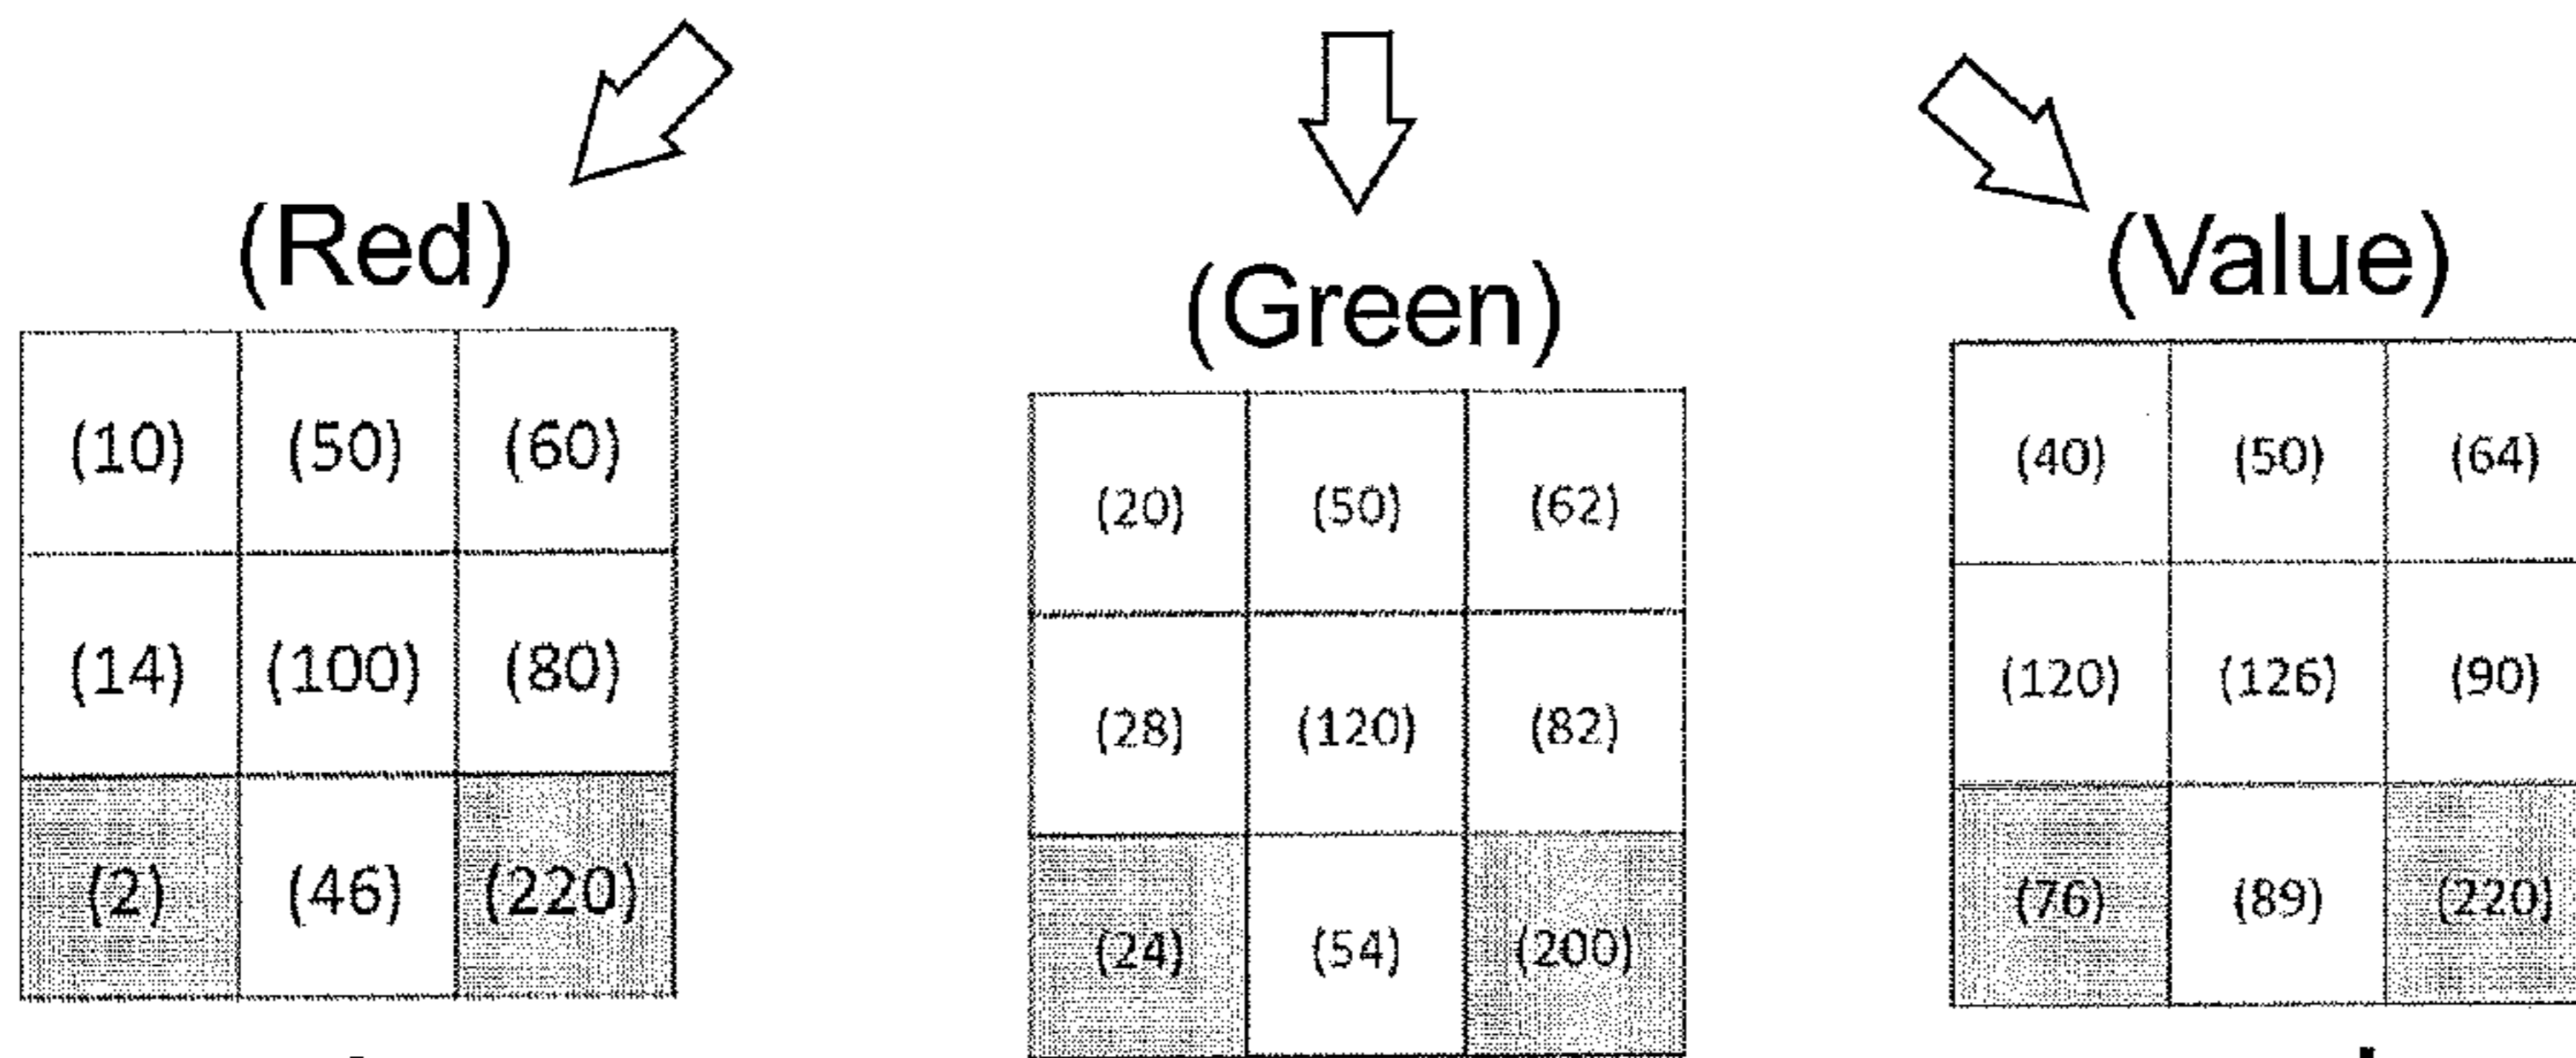 (Red)
(10) (50) (60)
(14) (100) (80)
(2) (46) (220)
(Green)
(20) (50) (62)
(28) (120) (82)
(24) (54) (200)
(Value)
(40) (50) (64)
(120) (126) (90)
(76) (89) (220)